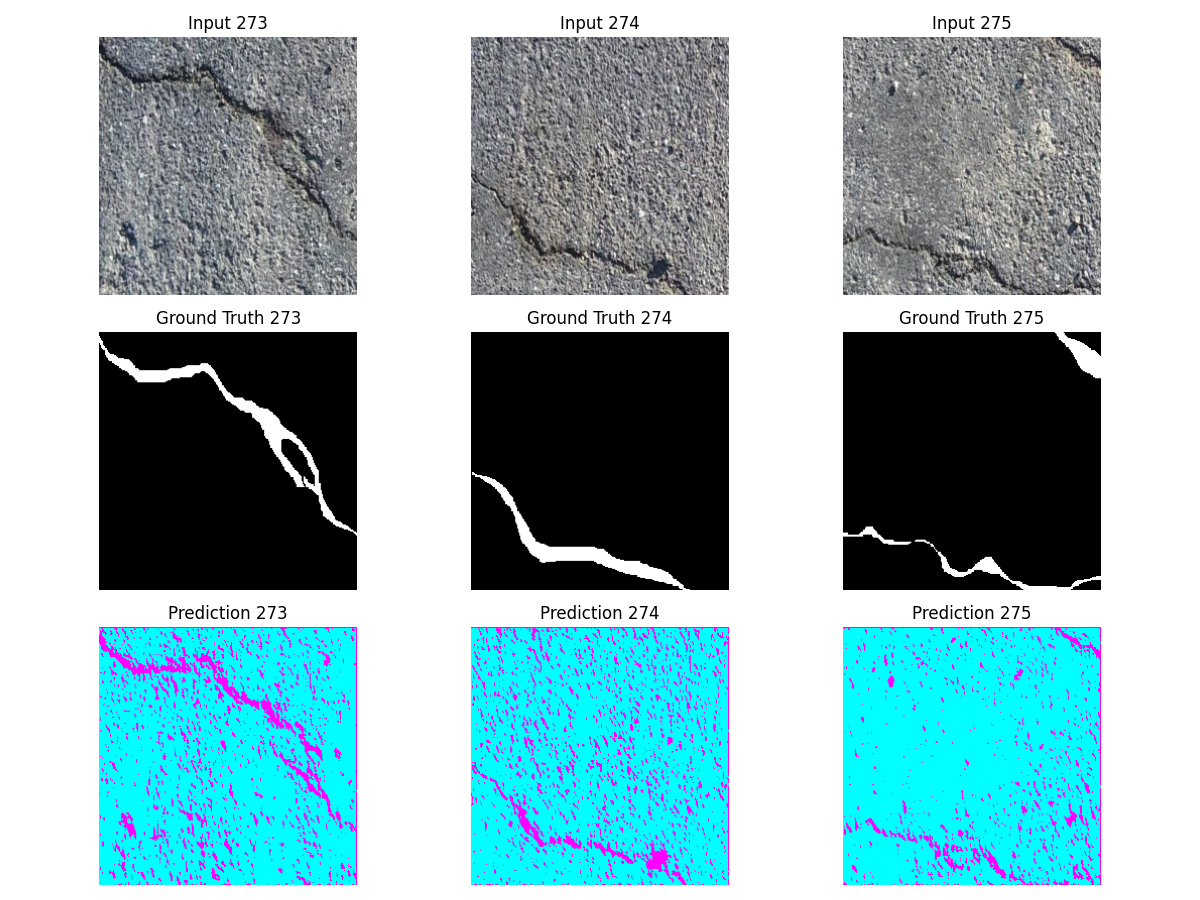 Input 273
Input 274
Input 275
Ground Truth 273
Ground Truth 274
Ground Truth 275
Prediction 273
Prediction 274
Prediction 275